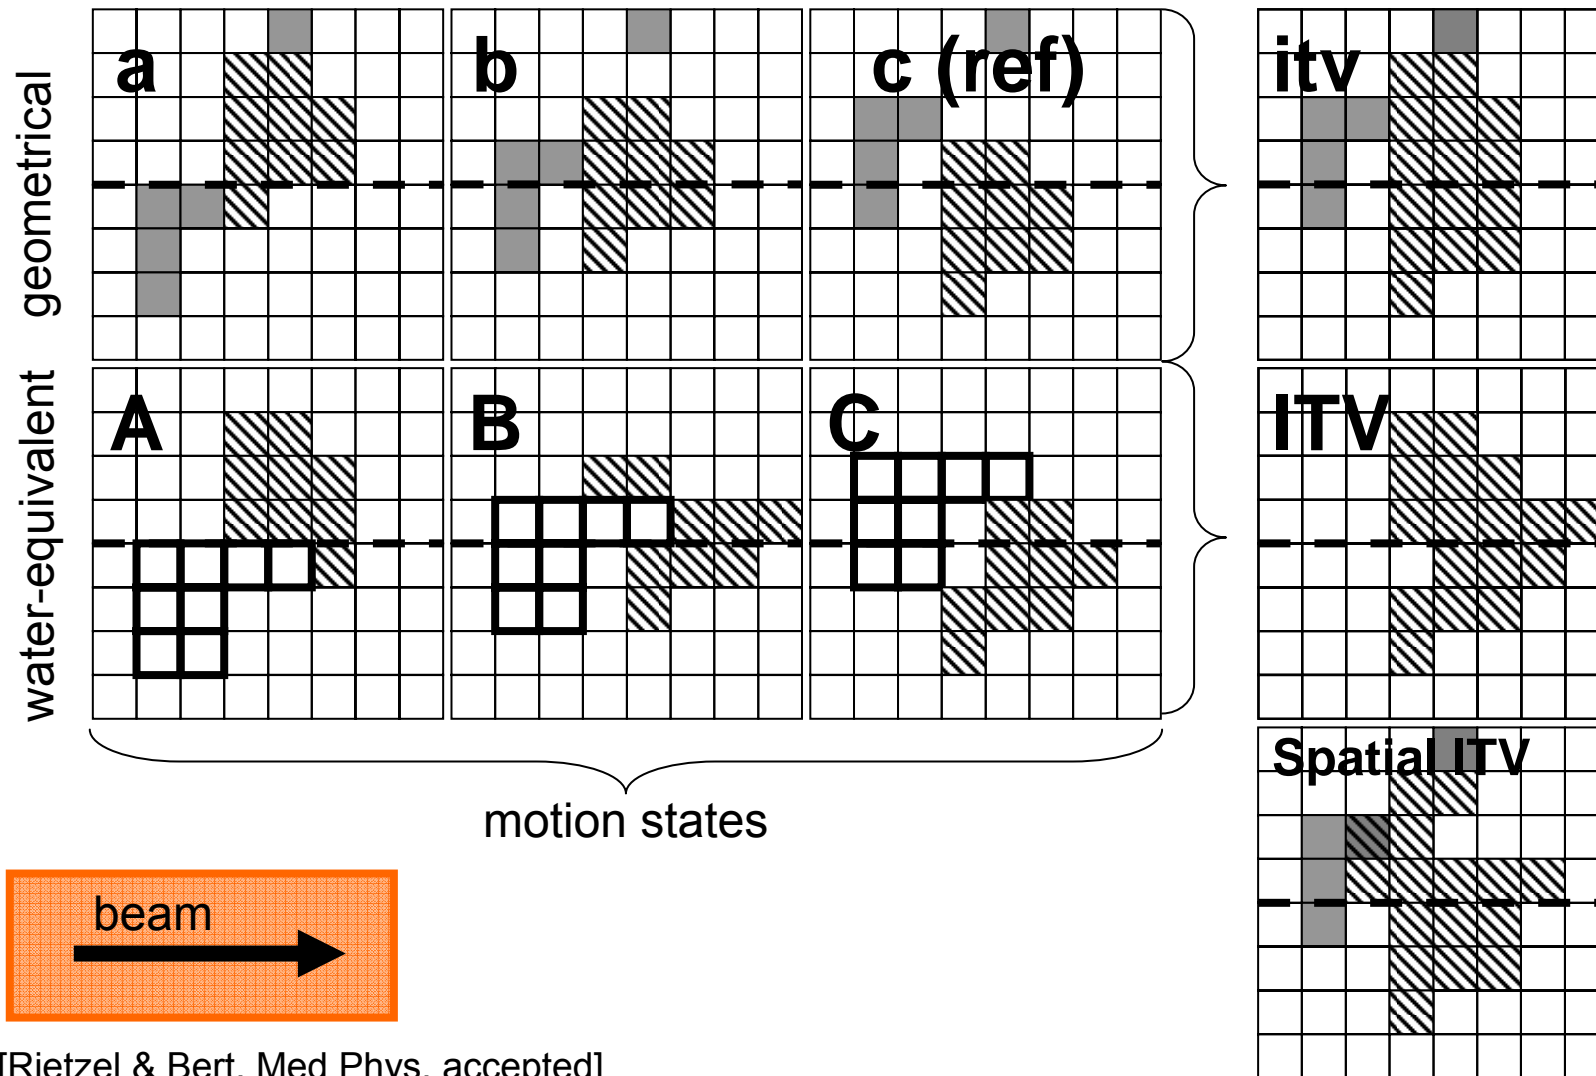 geometrical
a
b
c (ref)
itv
water-equivalent
A
B
C
ITV
Spatial ITV
motion states
beam
[Rietzel & Bert, Med Phys, accepted]